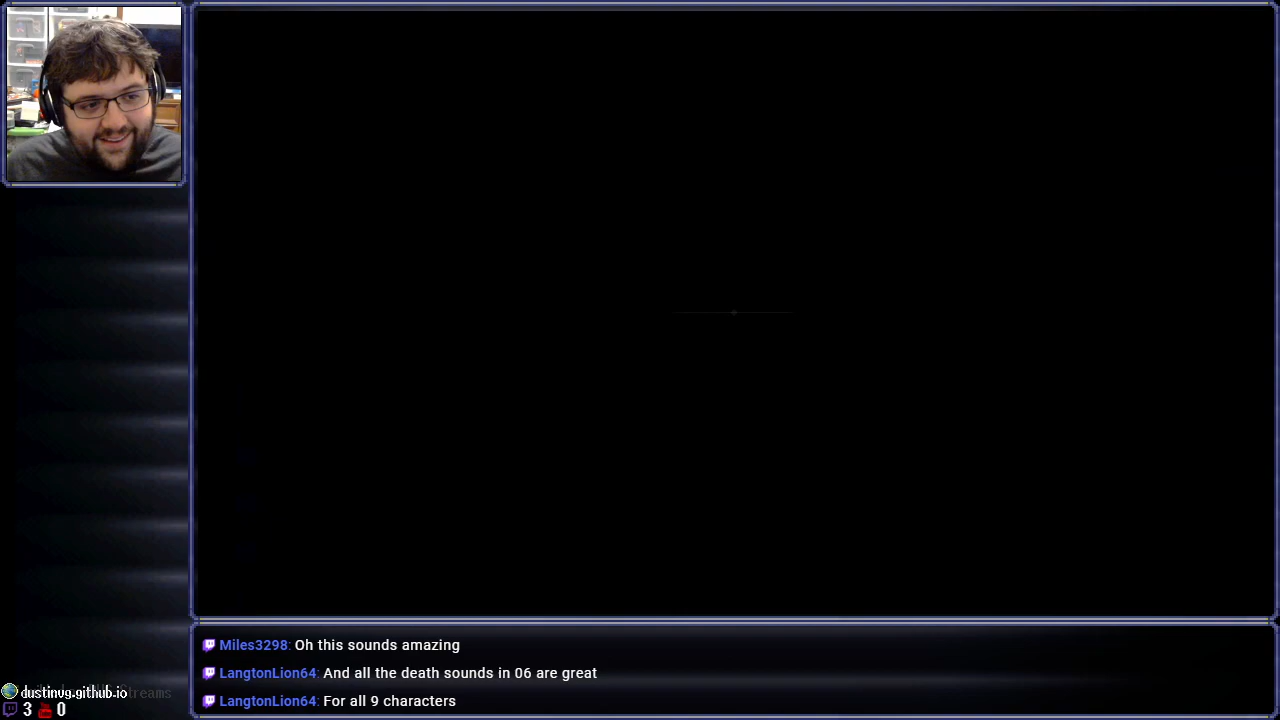 Miles3298: Oh this sounds amazing
LangtonLion64: And all the death sounds in 06 are great
LangtonLion64: For all 9 characters
dustinvg.github.io Streams
3 0